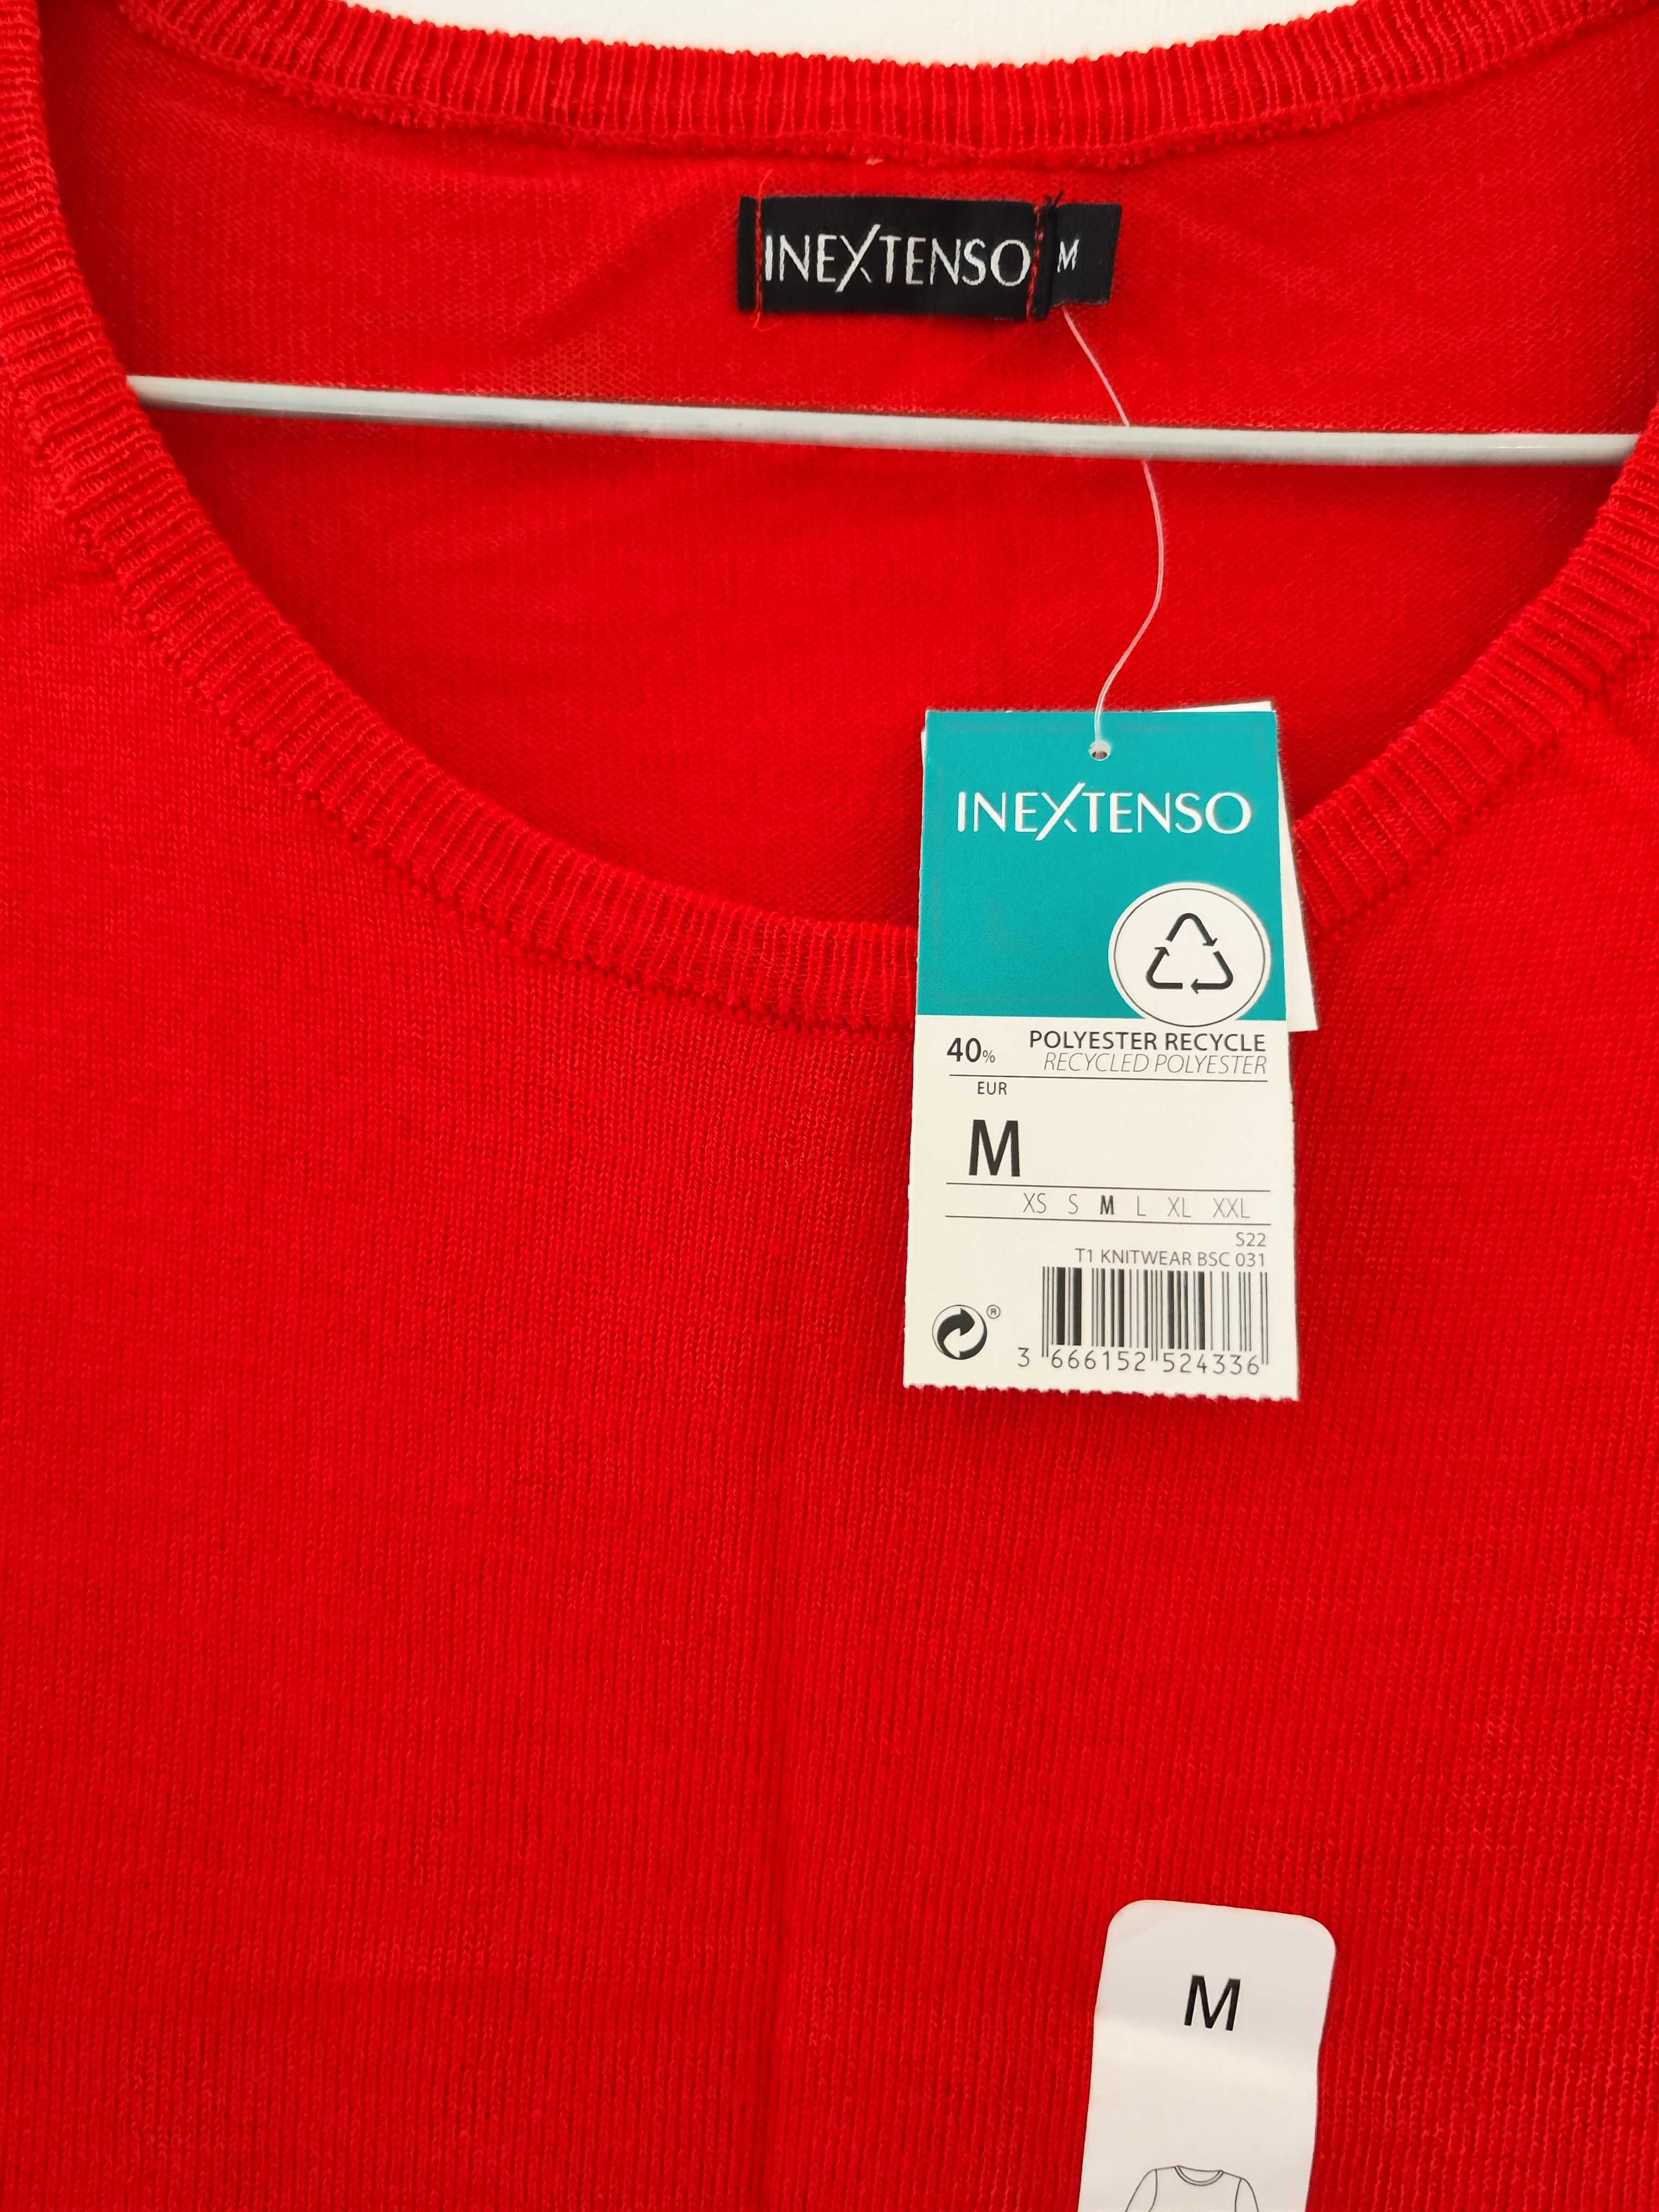 INEXTENSO M
INEXTENSO
40% POLYESTER RECYCLE
RECYCLED POLYESTER
EUR
M
XS S M L XL XXL
S22
T1 KNITWEAR BSC 031
®
3 666152 524336
M